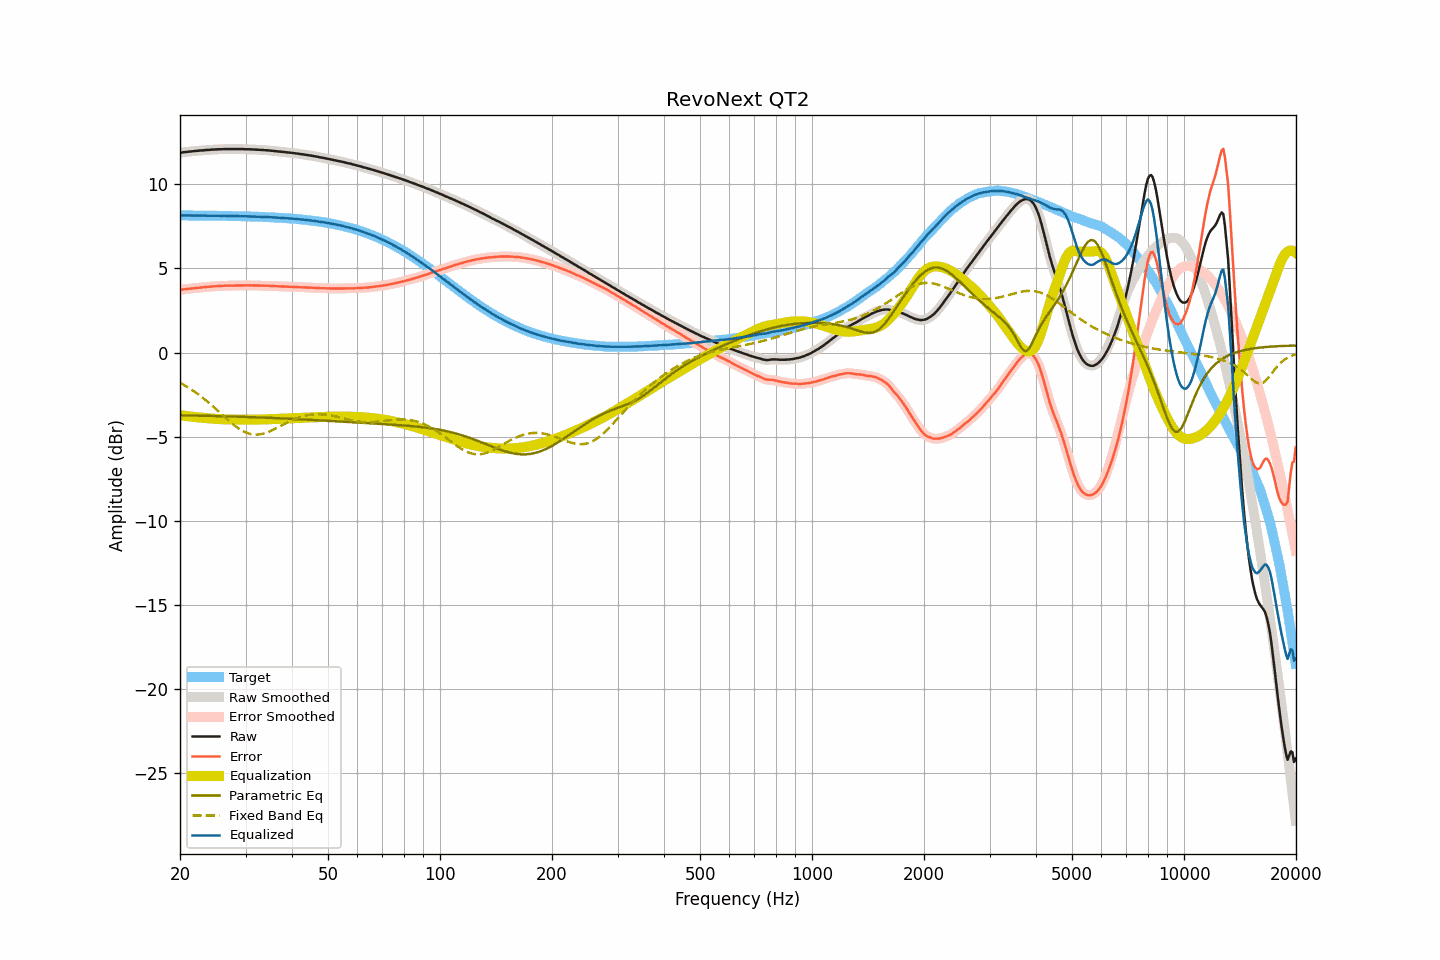 RevoNext QT2
Amplitude (dBr)
10
5
0
−5
−10
−15
−20
−25
Target
Raw Smoothed
Error Smoothed
Raw
Error
Equalization
Parametric Eq
Fixed Band Eq
Equalized
20 50 100 200 500 1000 2000 5000 10000 20000
Frequency (Hz)